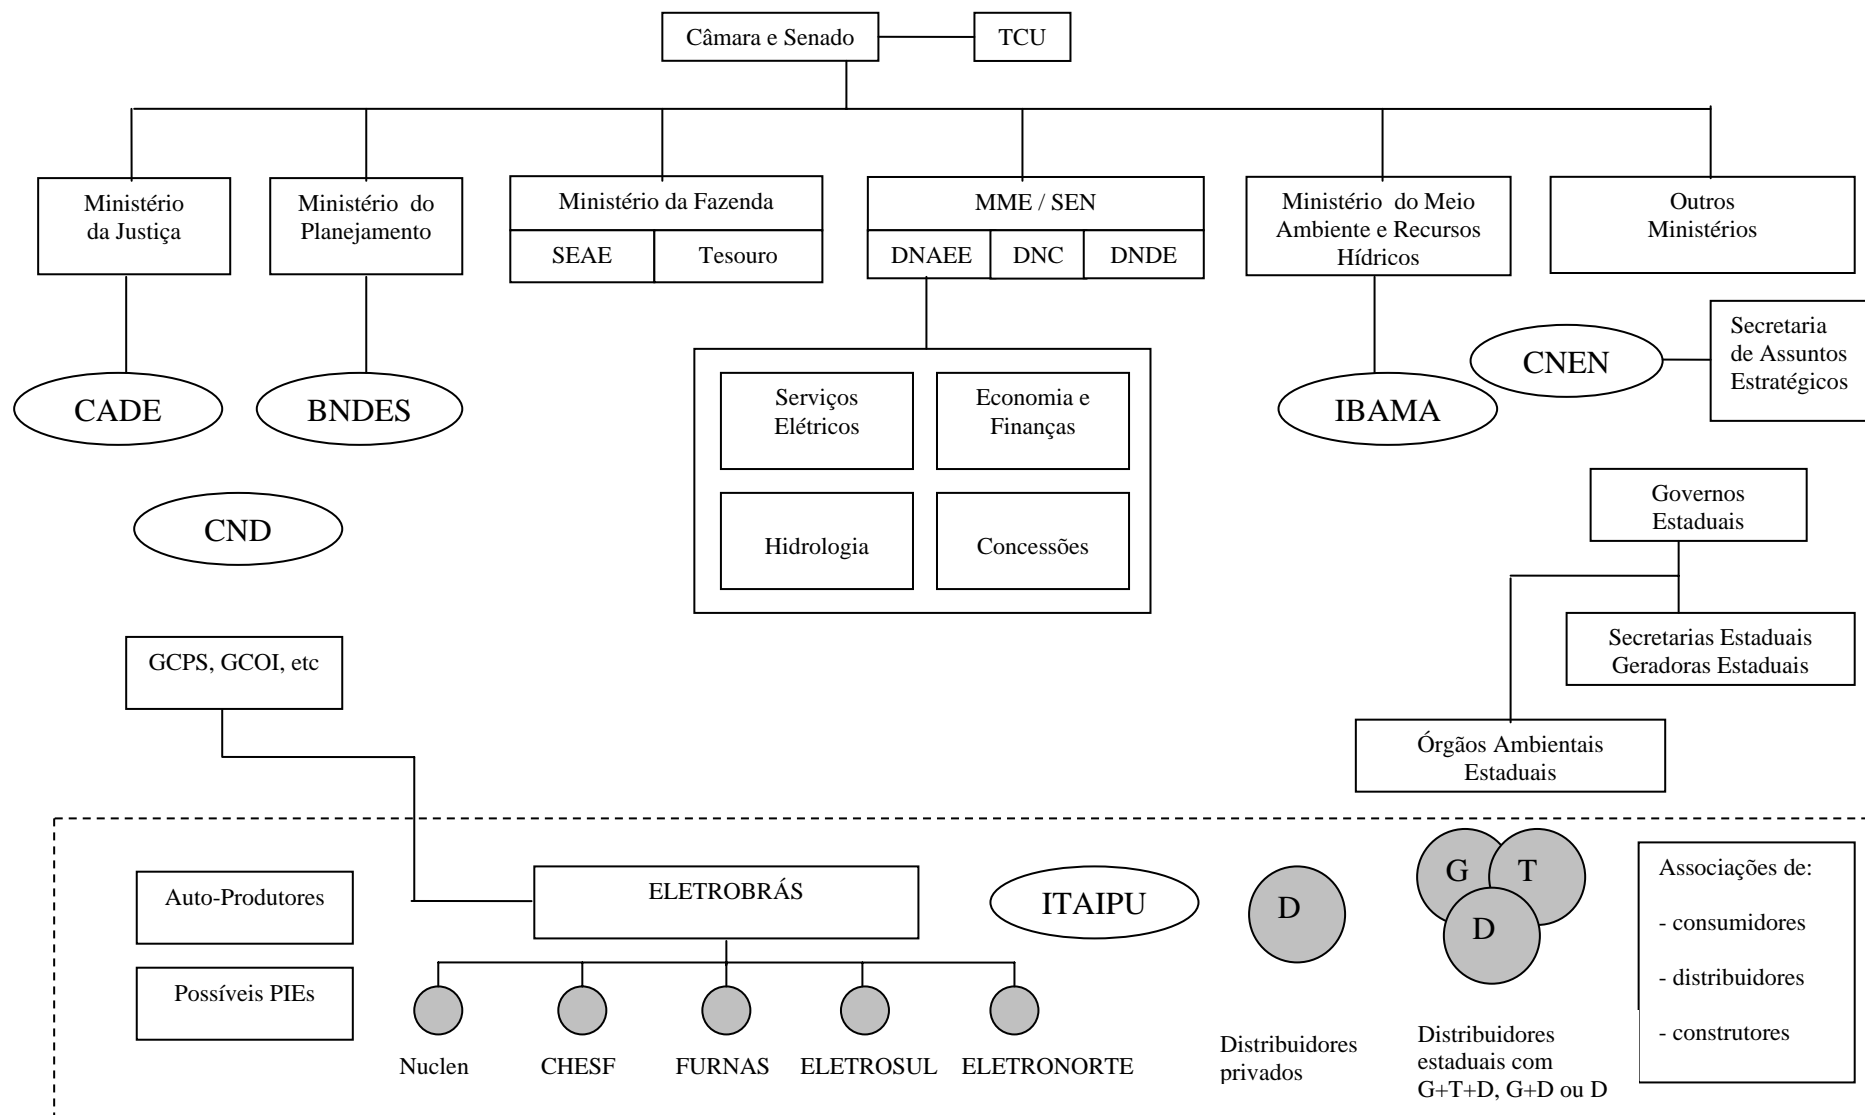 Câmara e Senado
TCU
Ministério
da Justiça
Ministério do
Planejamento
Ministério da Fazenda
SEAE
Tesouro
MME / SEN
DNAEE
DNC
DNDE
Ministério do Meio
Ambiente e Recursos
Hídricos
Outros
Ministérios
CADE
BNDES
IBAMA
CNEN
Secretaria
de Assuntos
Estratégicos
Serviços
Elétricos
Economia e
Finanças
Hidrologia
Concessões
CND
Governos
Estaduais
Secretarias Estaduais
Geradoras Estaduais
GCPS, GCOI, etc
Órgãos Ambientais
Estaduais
Auto-Produtores
Possíveis PIEs
ELETROBRÁS
Nuclen
CHESF
FURNAS
ELETROSUL
ELETRONORTE
ITAIPU
D
Distribuidores
privados
G
T
D
Distribuidores
estaduais com
G+T+D, G+D ou D
Associações de:
- consumidores
- distribuidores
- construtores